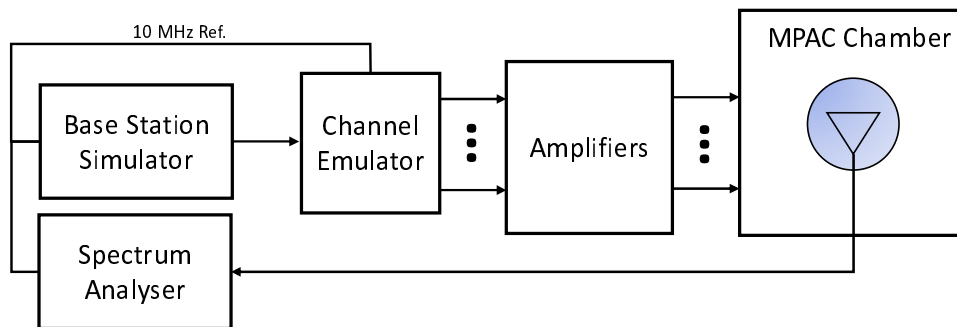 10 MHz Ref.
MPAC Chamber
Base Station
Simulator
Channel
Emulator
Amplifiers
Spectrum
Analyser